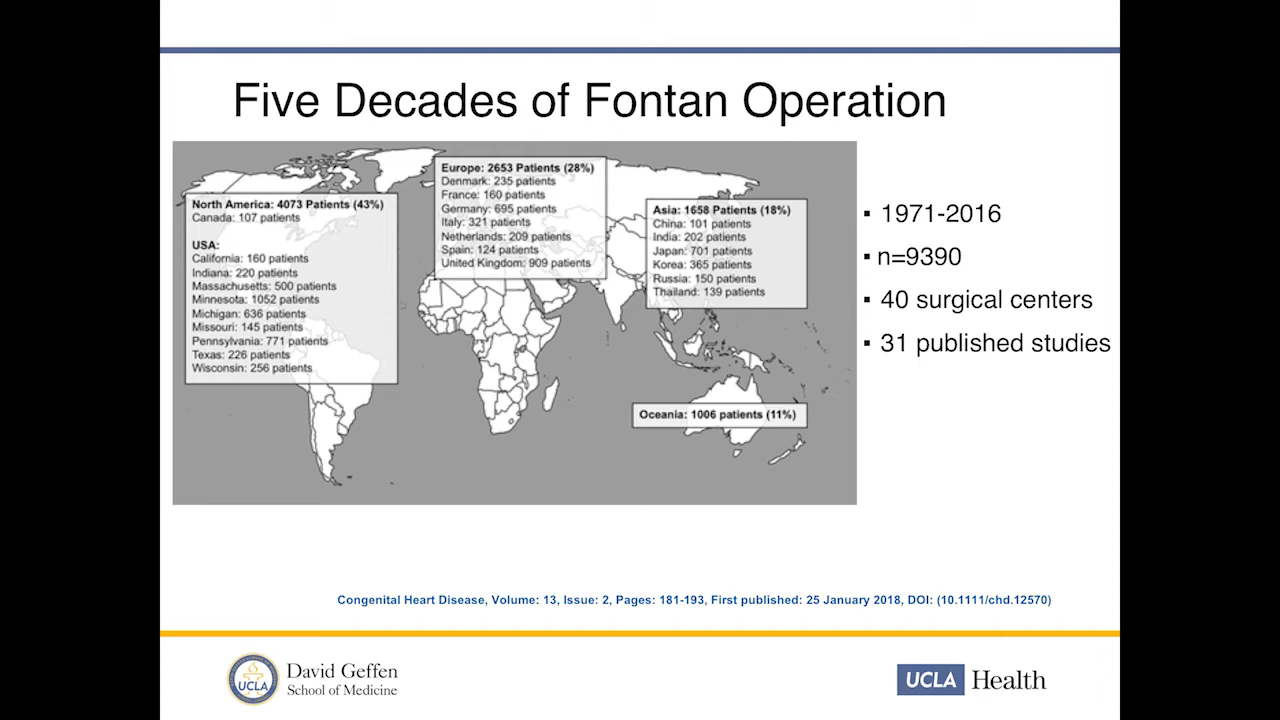 Five Decades of Fontan Operation
North America: 4073 Patients (43%)
Canada: 107 patients
USA:
California: 160 patients
Indiana: 220 patients
Massachusetts: 500 patients
Minnesota: 1052 patients
Michigan: 636 patients
Missouri: 145 patients
Pennsylvania: 771 patients
Texas: 226 patients
Wisconsin: 256 patients
Europe: 2653 Patients (28%)
Denmark: 235 patients
France: 160 patients
Germany: 695 patients
Italy: 321 patients
Netherlands: 209 patients
Spain: 124 patients
United Kingdom: 909 patients
Asia: 1658 Patients (18%)
China: 101 patients
India: 202 patients
Japan: 701 patients
Korea: 365 patients
Russia: 150 patients
Thailand: 139 patients
Oceania: 1006 patients (11%)
▪ 1971-2016
▪ n=9390
▪ 40 surgical centers
▪ 31 published studies
Congenital Heart Disease, Volume: 13, Issue: 2, Pages: 181-193, First published: 25 January 2018, DOI: (10.1111/chd.12570)
UCLA
David Geffen
School of Medicine
UCLA Health